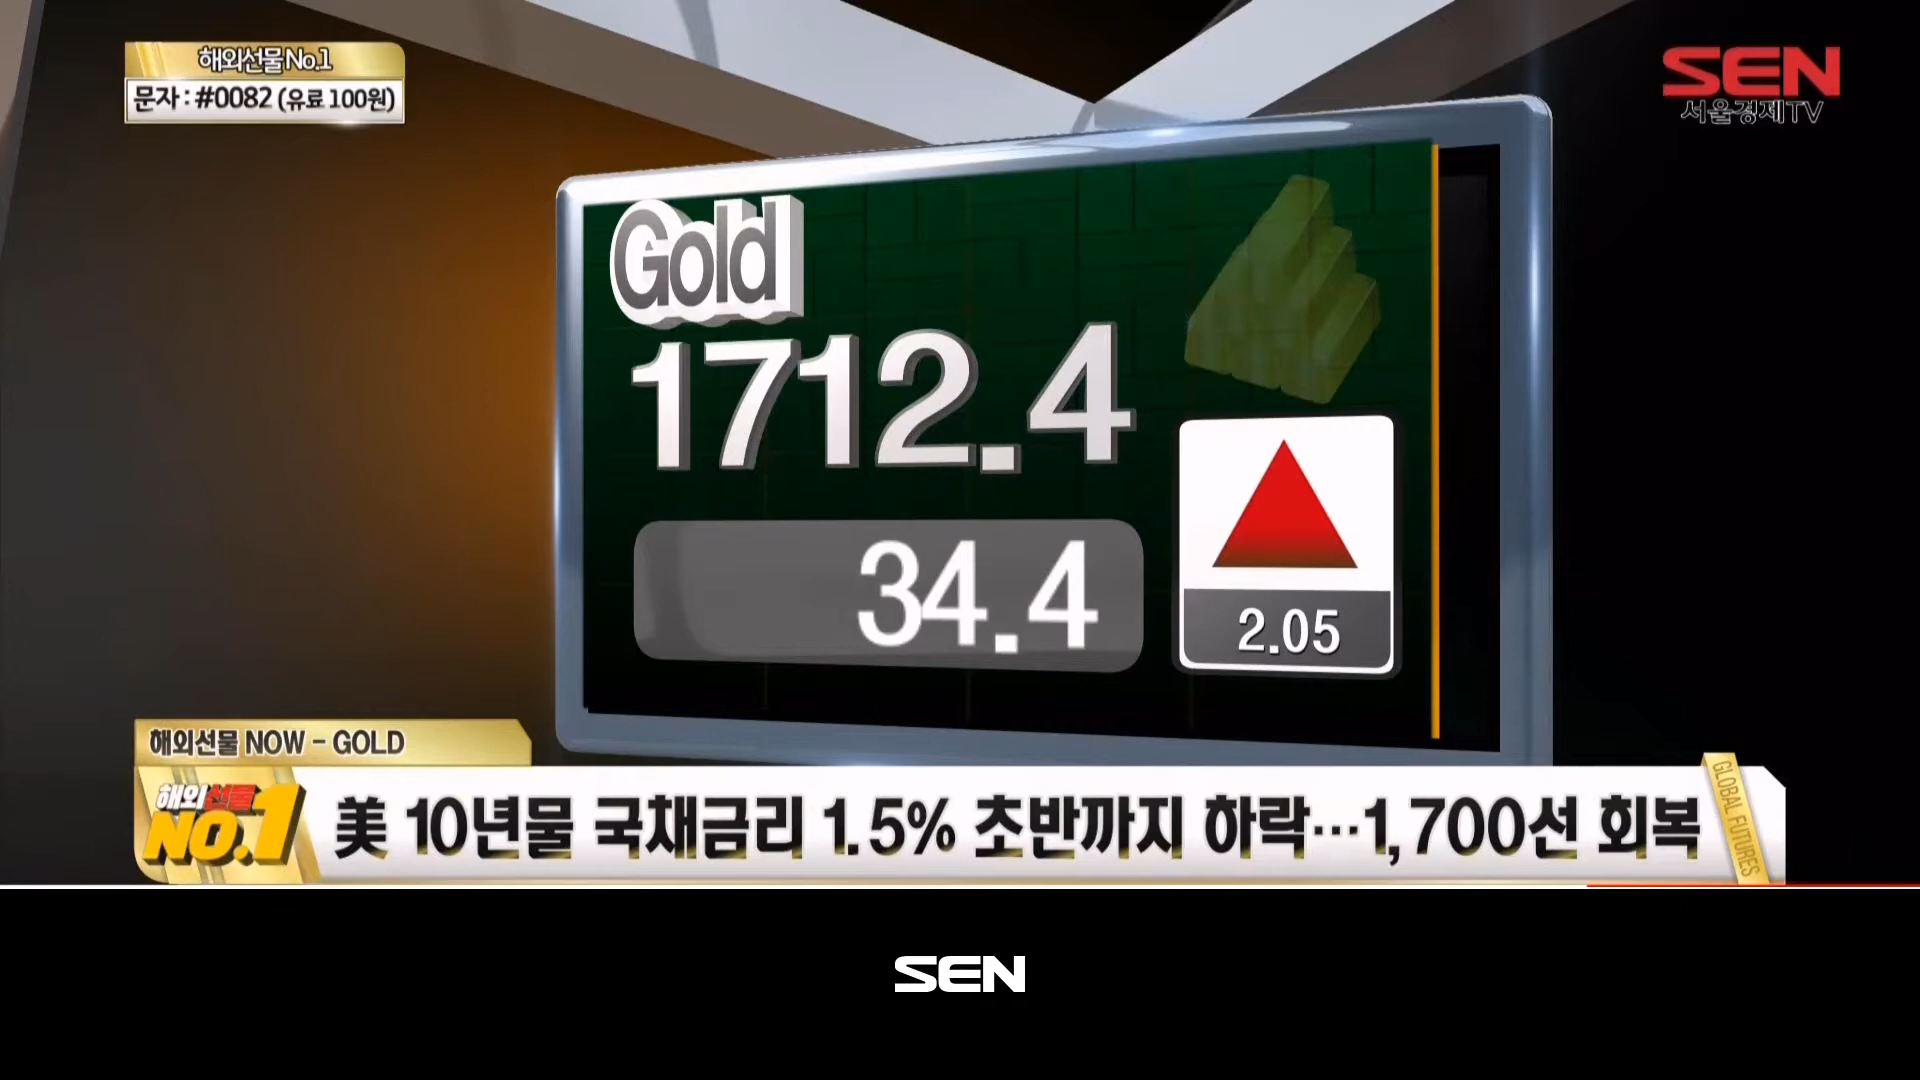 해외선물 No.1
문자 : #0082 (유료 100원)
SEN
서울경제TV
Gold
1712.4
34.4
2.05
해외선물 NOW - GOLD
해외선물
NO.1
美 10년물 국채금리 1.5% 초반까지 하락…1,700선 회복
GLOBAL FUTURES
SEN